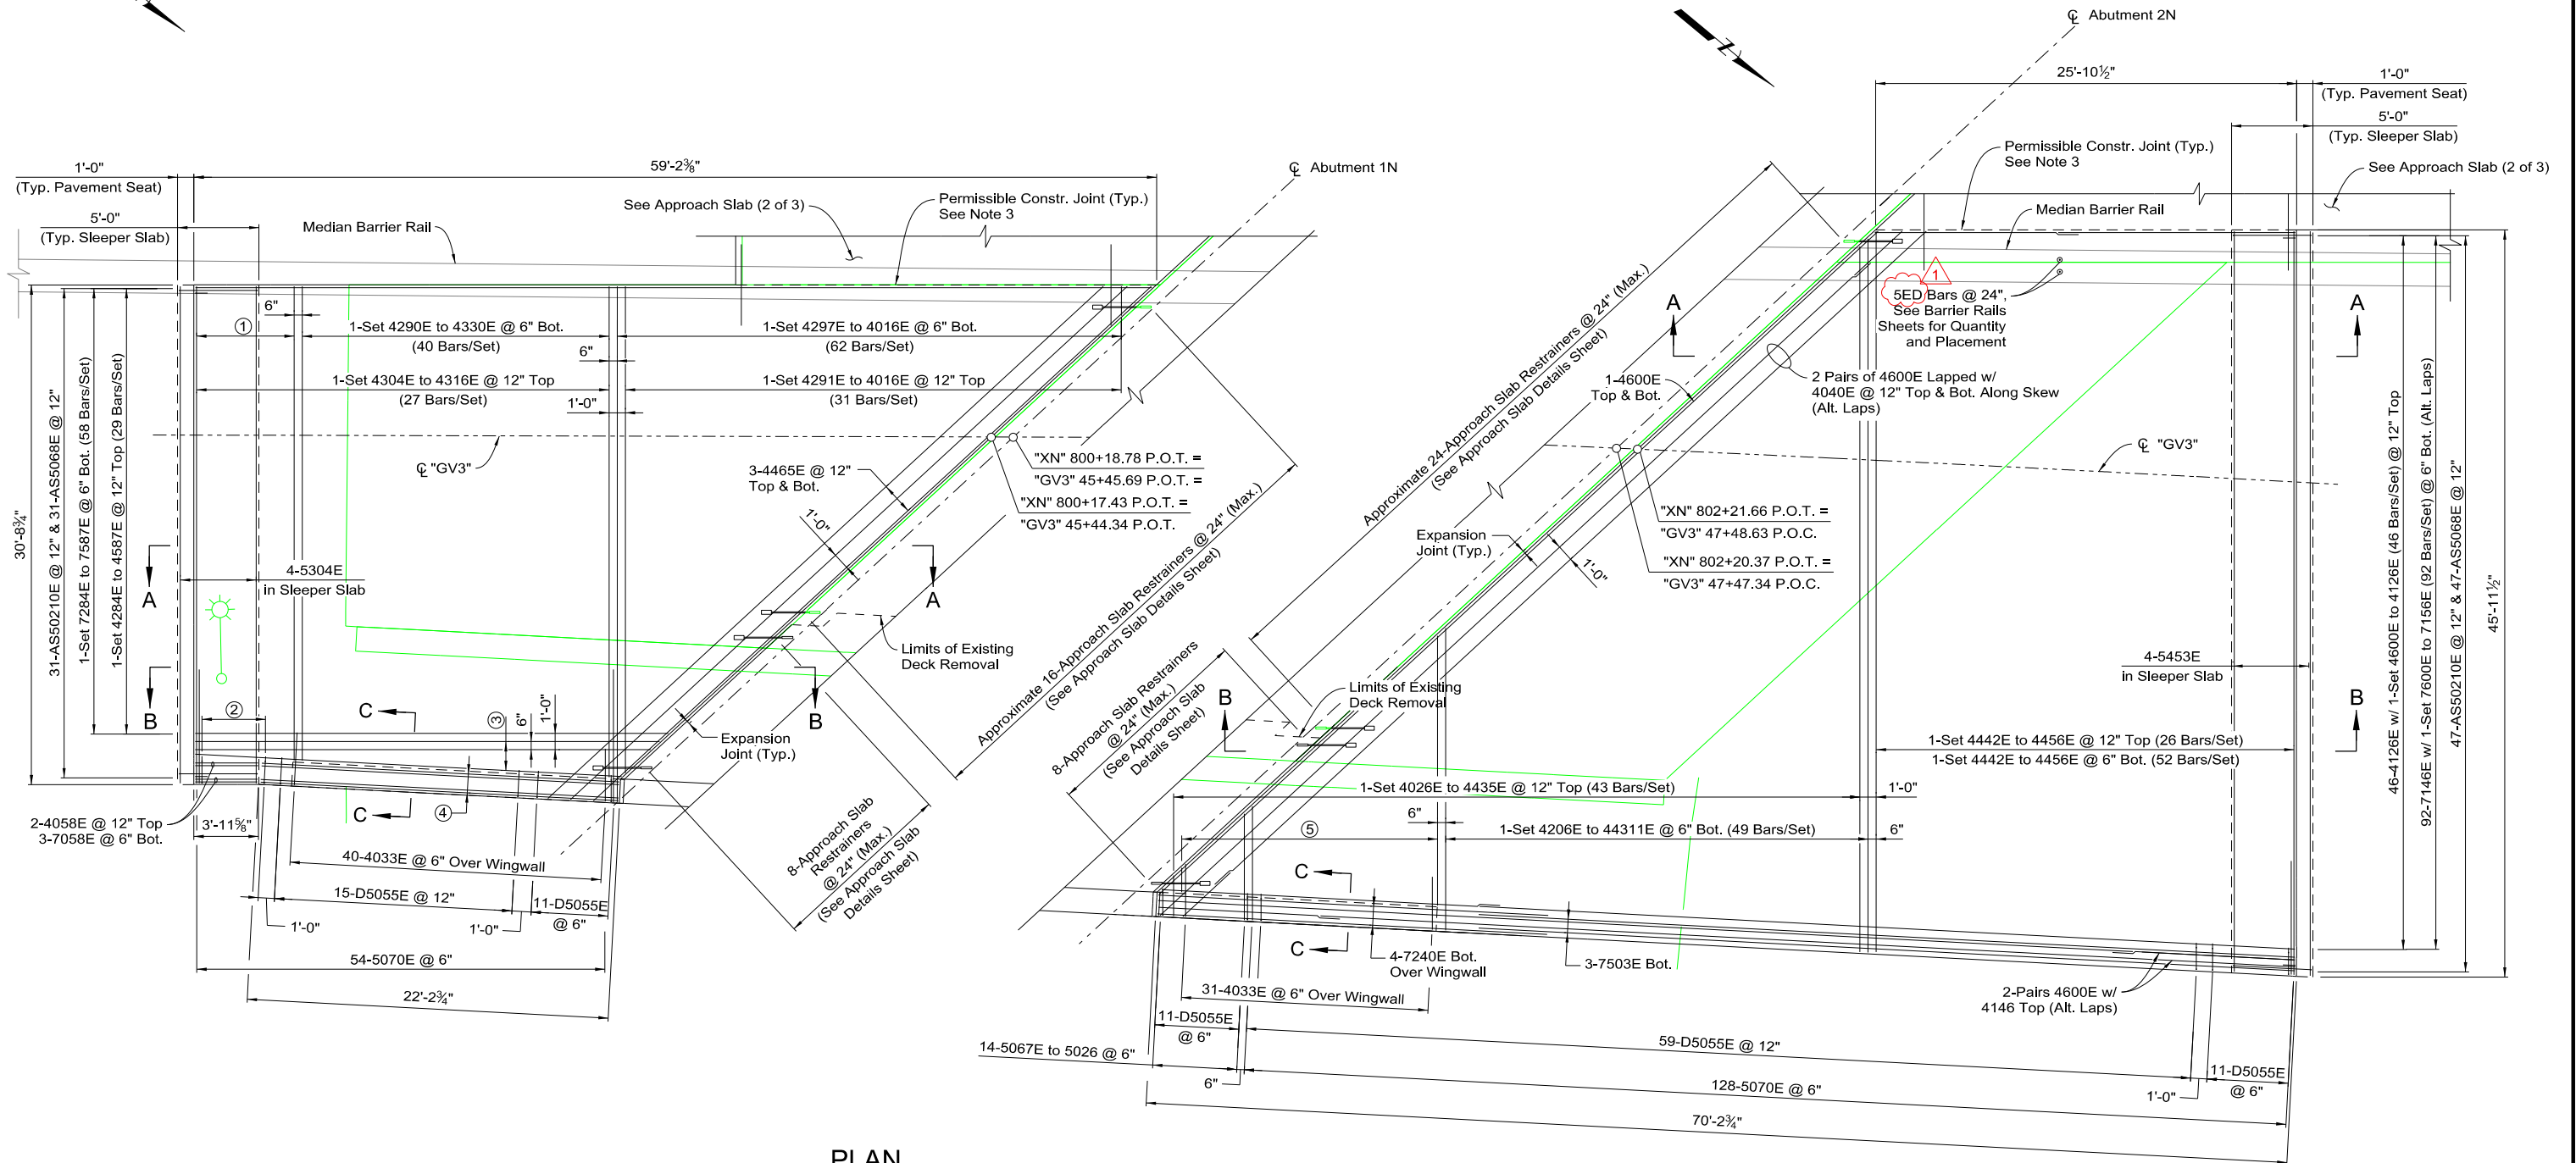 ℄ Abutment 2N
N
25'-10½"
1'-0"
(Typ. Pavement Seat)
5'-0"
(Typ. Sleeper Slab)
Permissible Constr. Joint (Typ.)
See Note 3
See Approach Slab (2 of 3)
Median Barrier Rail
1'-0"
(Typ. Pavement Seat)
59'-2⅜"
℄ Abutment 1N
5'-0"
(Typ. Sleeper Slab)
Median Barrier Rail
See Approach Slab (2 of 3)
Permissible Constr. Joint (Typ.)
See Note 3
6"
①
1-Set 4290E to 4330E @ 6" Bot.
(40 Bars/Set)
1-Set 4297E to 4016E @ 6" Bot.
(62 Bars/Set)
6"
1-Set 4304E to 4316E @ 12" Top
(27 Bars/Set)
1-Set 4291E to 4016E @ 12" Top
(31 Bars/Set)
1'-0"
30'-8¾"
31-AS50210E @ 12" & 31-AS5068E @ 12"
1-Set 7284E to 7587E @ 6" Bot. (58 Bars/Set)
1-Set 4284E to 4587E @ 12" Top (29 Bars/Set)
℄ "GV3"
3-4465E @ 12"
Top & Bot.
1'-0"
"XN" 800+18.78 P.O.T. =
"GV3" 45+45.69 P.O.T. =
"XN" 800+17.43 P.O.T. =
"GV3" 45+44.34 P.O.T.
4-5304E
in Sleeper Slab
A
A
B
B
Limits of Existing
Deck Removal
②
C
③
6"
1'-0"
Expansion
Joint (Typ.)
C
④
2-4058E @ 12" Top
3-7058E @ 6" Bot.
3'-11⅝"
40-4033E @ 6" Over Wingwall
15-D5055E @ 12"
11-D5055E
@ 6"
1'-0"
1'-0"
54-5070E @ 6"
22'-2¾"
8-Approach Slab
Restrainers
@ 24" (Max.)
(See Approach Slab
Details Sheet)
Approximate 16-Approach Slab Restrainers @ 24" (Max.)
(See Approach Slab Details Sheet)
Approximate 24-Approach Slab Restrainers @ 24" (Max.)
(See Approach Slab Details Sheet)
1
5ED Bars @ 24",
See Barrier Rails
Sheets for Quantity
and Placement
A
A
1-4600E
Top & Bot.
2 Pairs of 4600E Lapped w/
4040E @ 12" Top & Bot. Along Skew
(Alt. Laps)
℄ "GV3"
"XN" 802+21.66 P.O.T. =
"GV3" 47+48.63 P.O.C.
"XN" 802+20.37 P.O.T. =
"GV3" 47+47.34 P.O.C.
Expansion
Joint (Typ.)
1'-0"
8-Approach Slab Restrainers
@ 24" (Max.)
(See Approach Slab
Details Sheet)
B
B
Limits of Existing
Deck Removal
4-5453E
in Sleeper Slab
1-Set 4442E to 4456E @ 12" Top (26 Bars/Set)
1-Set 4442E to 4456E @ 6" Bot. (52 Bars/Set)
1-Set 4026E to 4435E @ 12" Top (43 Bars/Set)
1'-0"
⑤
6"
1-Set 4206E to 44311E @ 6" Bot. (49 Bars/Set)
6"
46-4126E w/ 1-Set 4600E to 4126E (46 Bars/Set) @ 12" Top
92-7146E w/ 1-Set 7600E to 7156E (92 Bars/Set) @ 6" Bot. (Alt. Laps)
47-AS50210E @ 12" & 47-AS5068E @ 12"
45'-11½"
C
C
4-7240E Bot.
Over Wingwall
3-7503E Bot.
31-4033E @ 6" Over Wingwall
2-Pairs 4600E w/
4146 Top (Alt. Laps)
11-D5055E
@ 6"
59-D5055E @ 12"
11-D5055E
@ 6"
14-5067E to 5026 @ 6"
6"
128-5070E @ 6"
1'-0"
70'-2¾"
PLAN